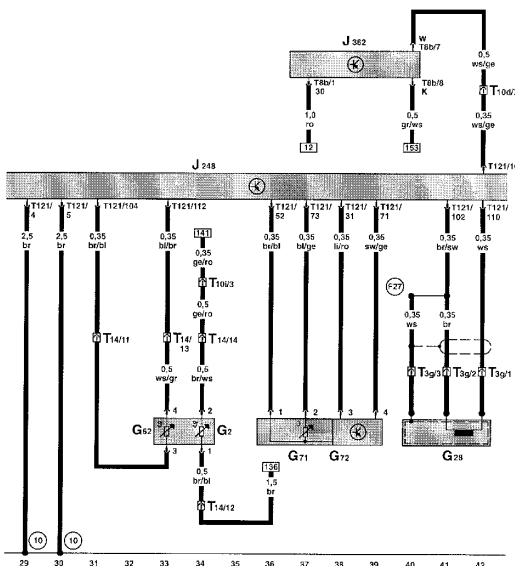 J 362
W
T8b/7
T8b/1
30
T8b/8
K
1,0
ro
0,5
gr/ws
12
153
0,5
ws/ge
0,35
ws/ge
J 248
T121/
4
T121/
5
T121/104
T121/112
T121/
52
T121/
73
T121/
31
T121/
71
T121/
102
T121/
110
2,5
br
2,5
br
0,35
br/bl
0,35
bl/br
141
0,35
ge/ro
T10i/3
0,5
ge/ro
0,35
br/bl
0,35
bl/ge
0,35
li/ro
0,35
sw/ge
0,35
br/sw
0,35
ws
F27
0,35
ws
0,35
br
T14/11
T14/
13
T14/14
0,5
ws/gr
0,5
br/ws
T3g/3
T3g/2
T3g/1
4
2
1
2
3
4
G62
G2
G71
G72
G28
3
1
0,5
br/bl
136
1,5
br
T14/12
10
10
29
30
31
32
33
34
35
36
37
38
39
40
41
42